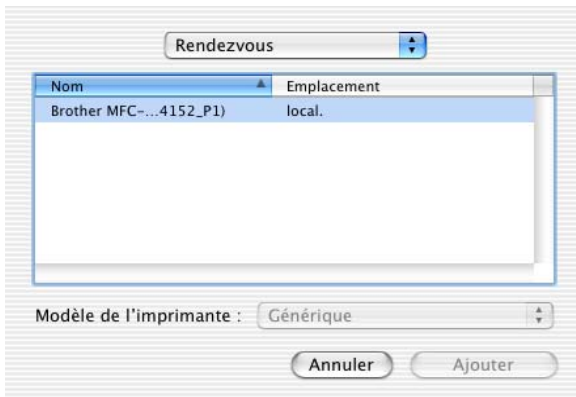 Rendezvous
Nom Emplacement
Brother MFC-...4152_P1) local.
Modèle de l'imprimante : Générique
Annuler Ajouter